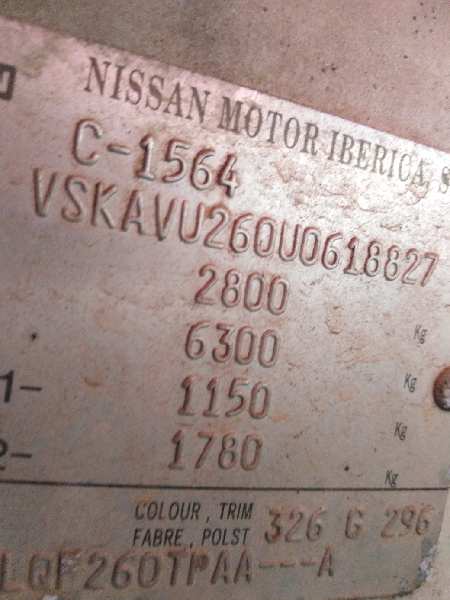 NISSAN MOTOR IBERICA, S
C-1564
VSKAVU260U0618827
2800
6300 Kg
1- 1150 Kg
2- 1780 Kg
Kg
COLOUR, TRIM 326 G 296
FABRE, POLST
LQF260TPAA---A